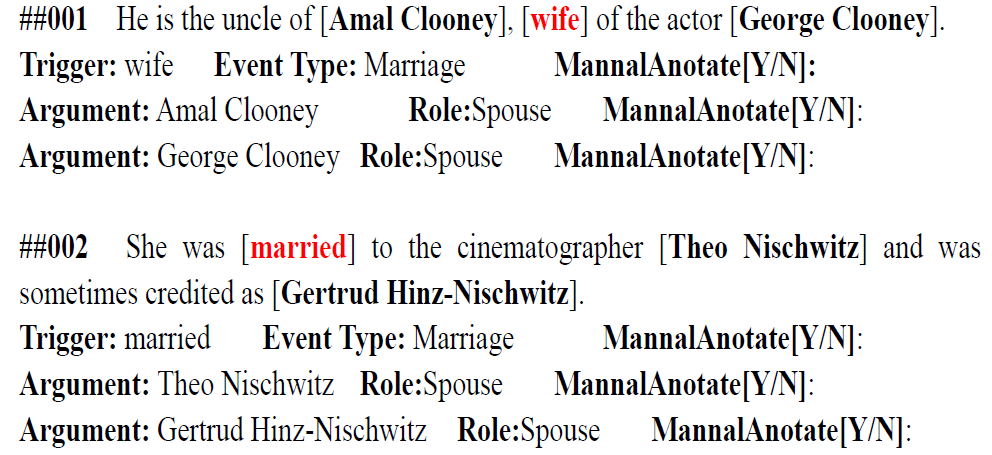 ##001 He is the uncle of [Amal Clooney], [wife] of the actor [George Clooney].
Trigger: wife Event Type: Marriage MannalAnotate[Y/N]:
Argument: Amal Clooney Role:Spouse MannalAnotate[Y/N]:
Argument: George Clooney Role:Spouse MannalAnotate[Y/N]:
##002 She was [married] to the cinematographer [Theo Nischwitz] and was
sometimes credited as [Gertrud Hinz-Nischwitz].
Trigger: married Event Type: Marriage MannalAnotate[Y/N]:
Argument: Theo Nischwitz Role:Spouse MannalAnotate[Y/N]:
Argument: Gertrud Hinz-Nischwitz Role:Spouse MannalAnotate[Y/N]: